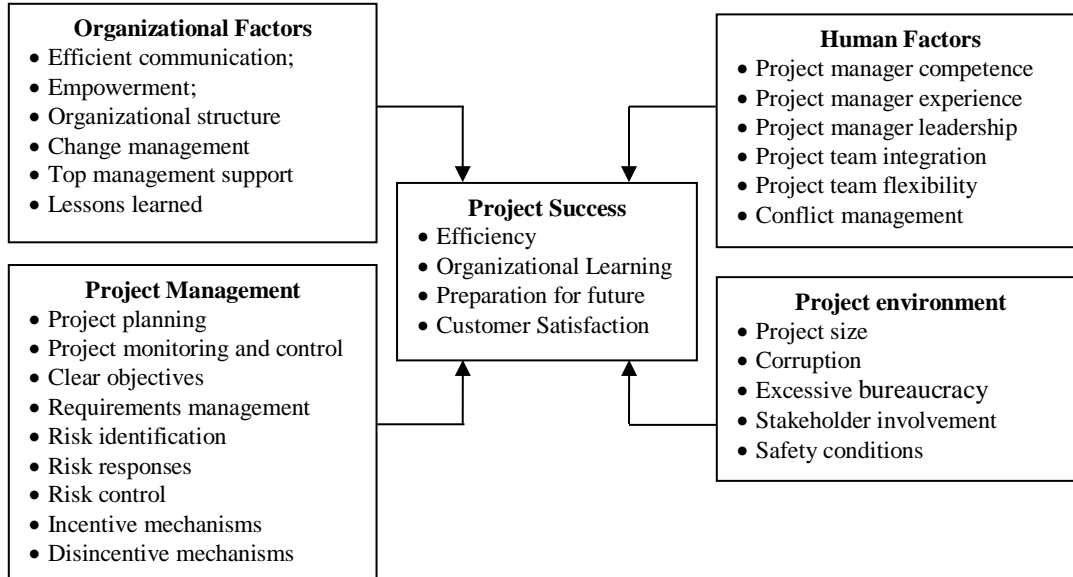 Organizational Factors
• Efficient communication;
• Empowerment;
• Organizational structure
• Change management
• Top management support
• Lessons learned
Human Factors
• Project manager competence
• Project manager experience
• Project manager leadership
• Project team integration
• Project team flexibility
• Conflict management
Project Success
• Efficiency
• Organizational Learning
• Preparation for future
• Customer Satisfaction
Project Management
• Project planning
• Project monitoring and control
• Clear objectives
• Requirements management
• Risk identification
• Risk responses
• Risk control
• Incentive mechanisms
• Disincentive mechanisms
Project environment
• Project size
• Corruption
• Excessive bureaucracy
• Stakeholder involvement
• Safety conditions